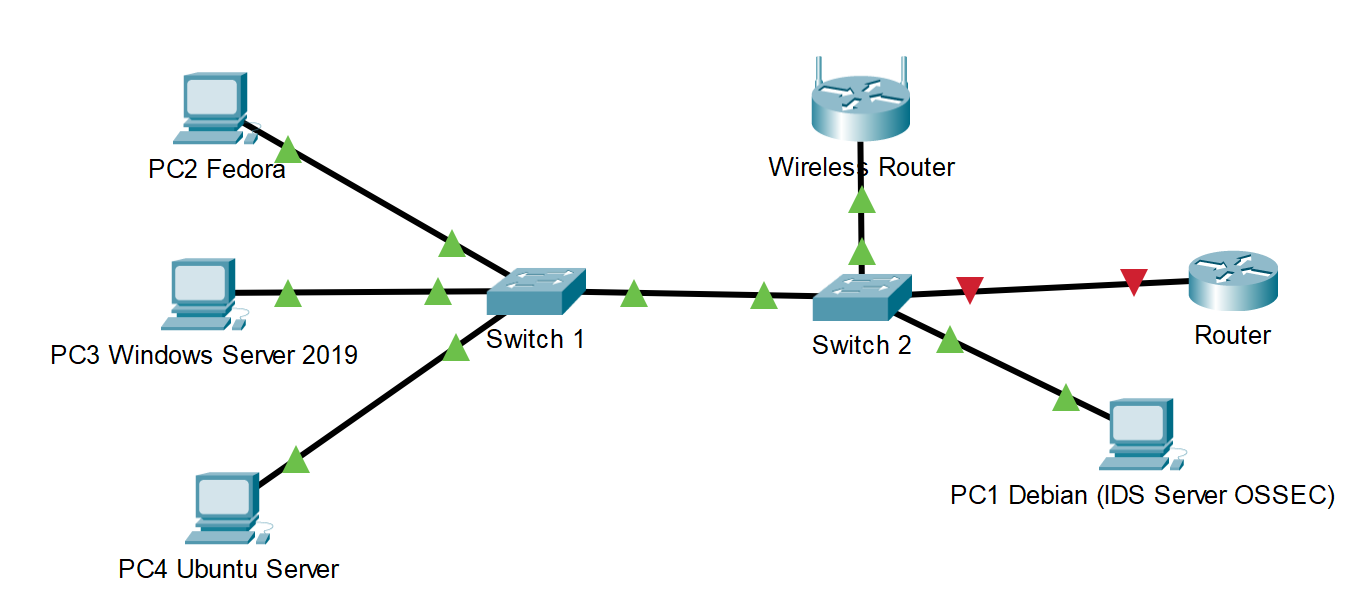 PC2 Fedora
Wireless Router
PC3 Windows Server 2019
Switch 1
Switch 2
Router
PC1 Debian (IDS Server OSSEC)
PC4 Ubuntu Server